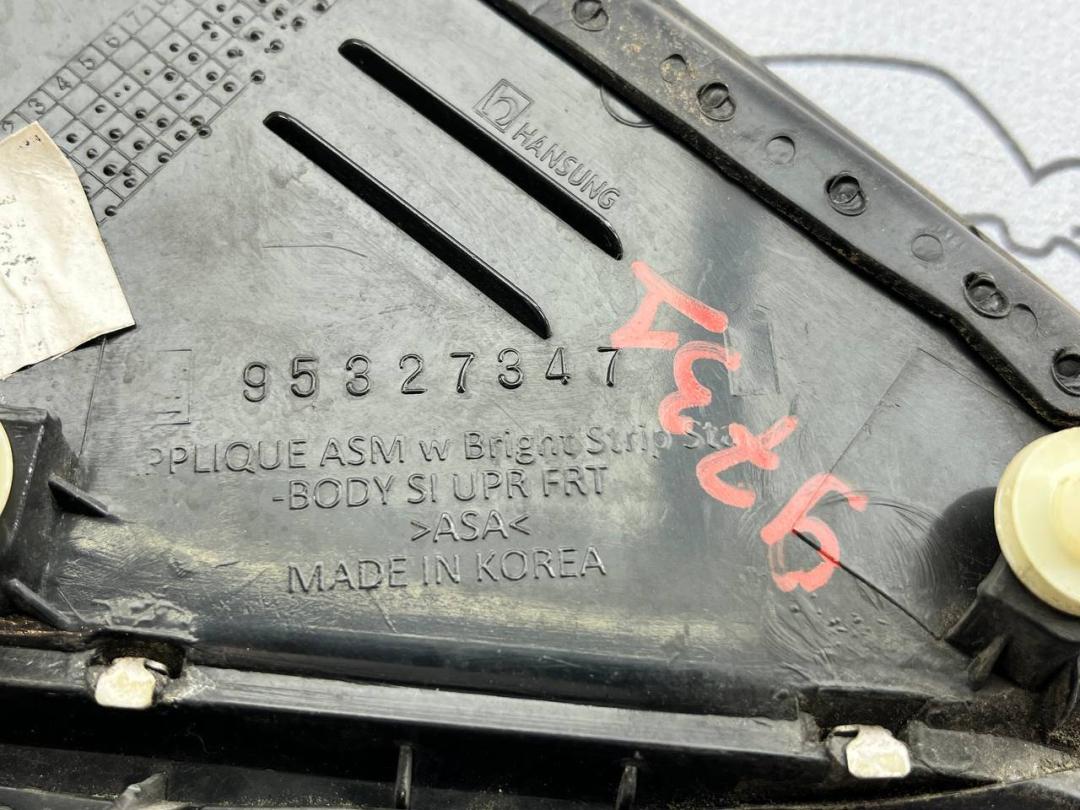 HANSUNG
95327347
PPLIQUE ASM w Bright Strip
-BODY SI UPR FRT
>ASA<
MADE IN KOREA